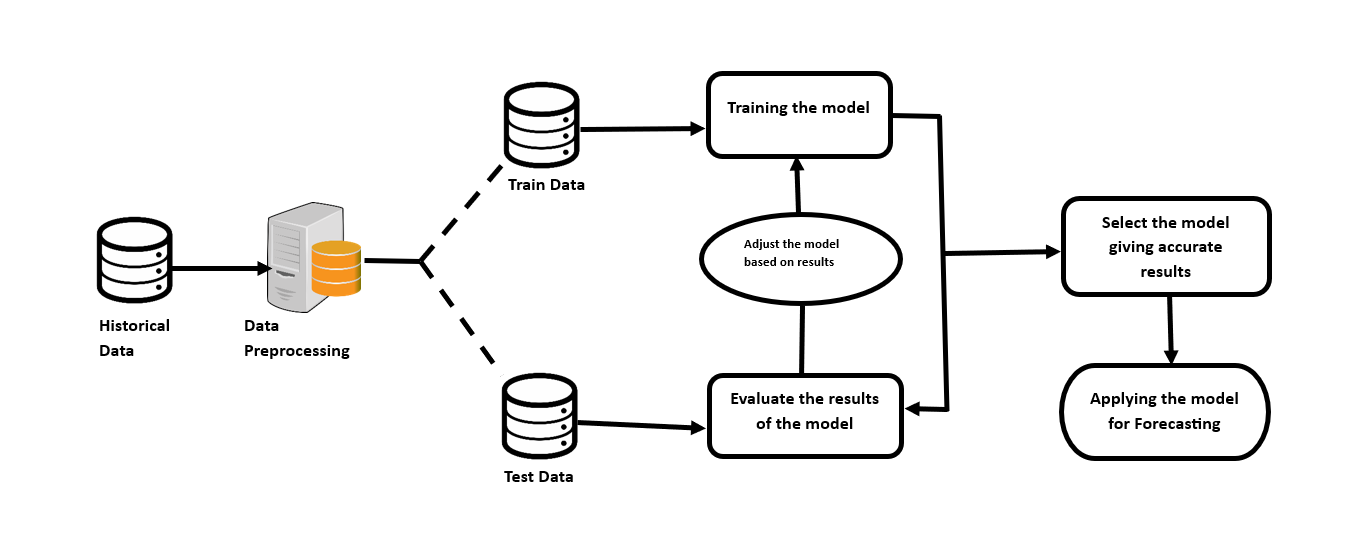 Historical
Data
Data
Preprocessing
Train Data
Test Data
Training the model
Adjust the model
based on results
Evaluate the results
of the model
Select the model
giving accurate
results
Applying the model
for Forecasting